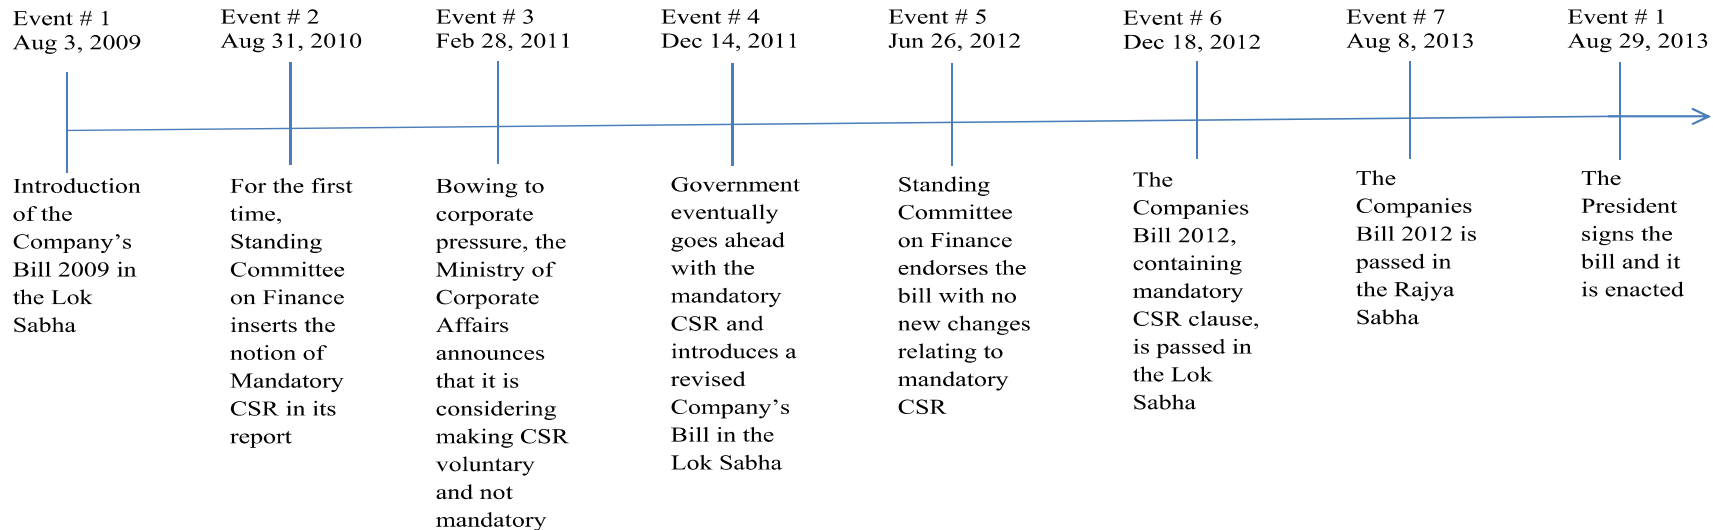 Event # 1
Aug 3, 2009
Event # 2
Aug 31, 2010
Event # 3
Feb 28, 2011
Event # 4
Dec 14, 2011
Event # 5
Jun 26, 2012
Event # 6
Dec 18, 2012
Event # 7
Aug 8, 2013
Event # 1
Aug 29, 2013
Introduction
of the
Company’s
Bill 2009 in
the Lok
Sabha
For the first
time,
Standing
Committee
on Finance
inserts the
notion of
Mandatory
CSR in its
report
Bowing to
corporate
pressure, the
Ministry of
Corporate
Affairs
announces
that it is
considering
making CSR
voluntary
and not
mandatory
Government
eventually
goes ahead
with the
mandatory
CSR and
introduces a
revised
Company’s
Bill in the
Lok Sabha
Standing
Committee
on Finance
endorses the
bill with no
new changes
relating to
mandatory
CSR
The
Companies
Bill 2012,
containing
mandatory
CSR clause,
is passed in
the Lok
Sabha
The
Companies
Bill 2012 is
passed in
the Rajya
Sabha
The
President
signs the
bill and it
is enacted